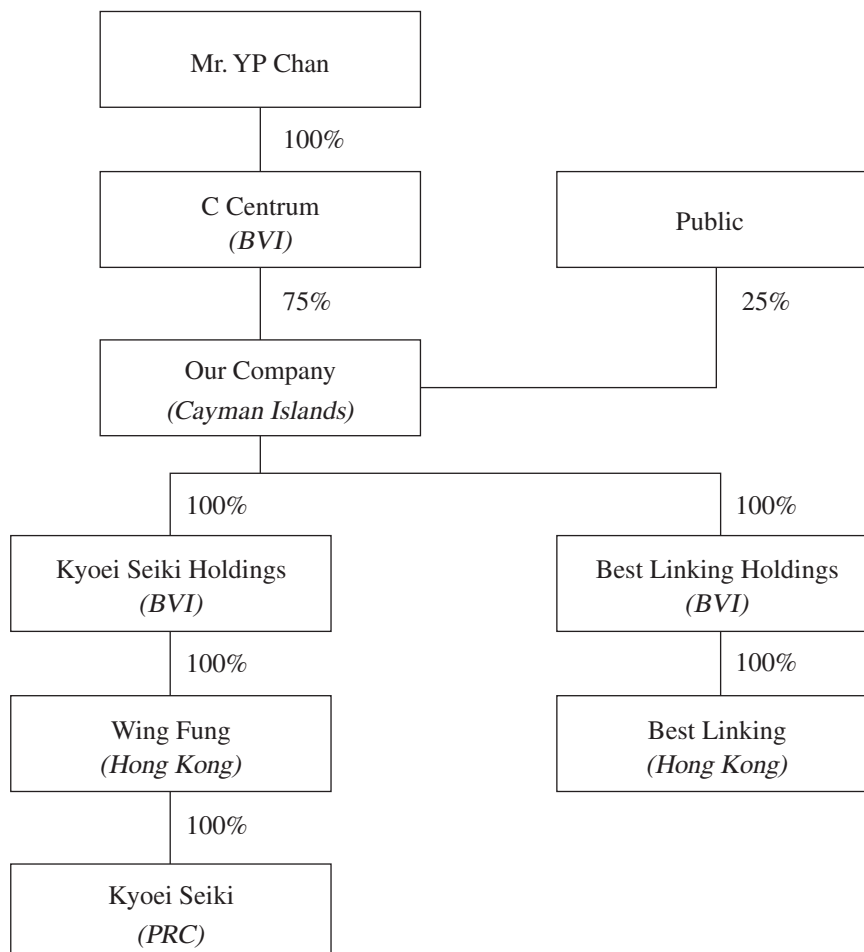 Mr. YP Chan
100%
C Centrum
(BVI)
Public
75%
25%
Our Company
(Cayman Islands)
100%
100%
Kyoei Seiki Holdings
(BVI)
Best Linking Holdings
(BVI)
100%
100%
Wing Fung
(Hong Kong)
Best Linking
(Hong Kong)
100%
Kyoei Seiki
(PRC)